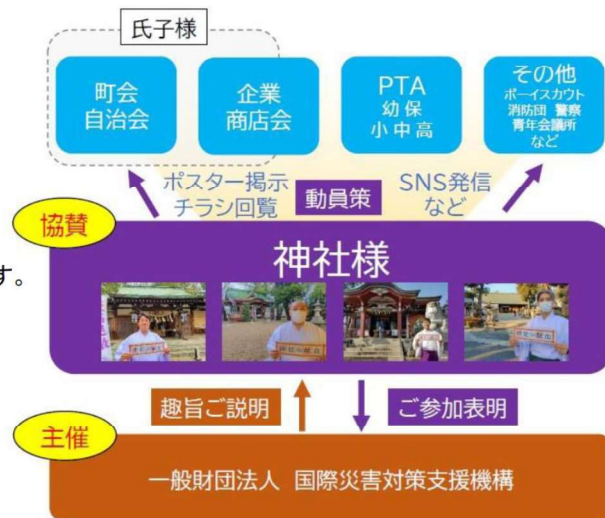 氏子様
町会
自治会
企業
商店会
PTA
幼 保
小 中 高
その他
ボーイスカウト
消防団 警察
青年会議所
など
ポスター掲示
チラシ回覧
動員策
SNS発信
など
協賛
神社様
す。
趣旨ご説明
ご参加表明
主催
一般財団法人 国際災害対策支援機構